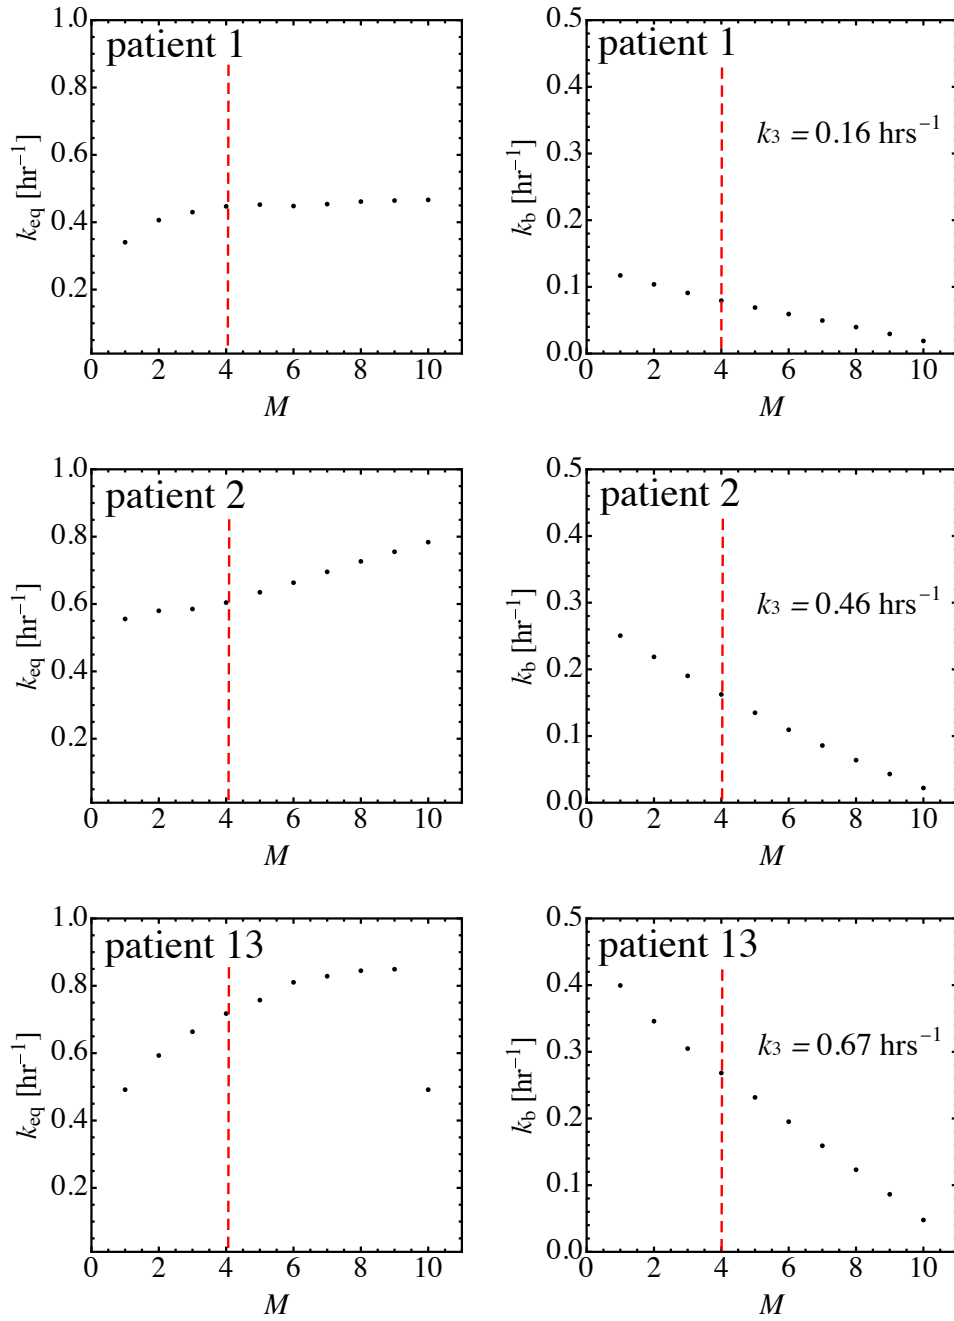 patient 1
k_eq [hr⁻¹]
1.0
0.8
0.6
0.4
0.2
0 2 4 6 8 10
M
patient 1
k_b [hr⁻¹]
k₃ = 0.16 hrs⁻¹
0.5
0.4
0.3
0.2
0.1
0.0
0 2 4 6 8 10
M
patient 2
k_eq [hr⁻¹]
1.0
0.8
0.6
0.4
0.2
0 2 4 6 8 10
M
patient 2
k_b [hr⁻¹]
k₃ = 0.46 hrs⁻¹
0.5
0.4
0.3
0.2
0.1
0.0
0 2 4 6 8 10
M
patient 13
k_eq [hr⁻¹]
1.0
0.8
0.6
0.4
0.2
0 2 4 6 8 10
M
patient 13
k_b [hr⁻¹]
k₃ = 0.67 hrs⁻¹
0.5
0.4
0.3
0.2
0.1
0.0
0 2 4 6 8 10
M